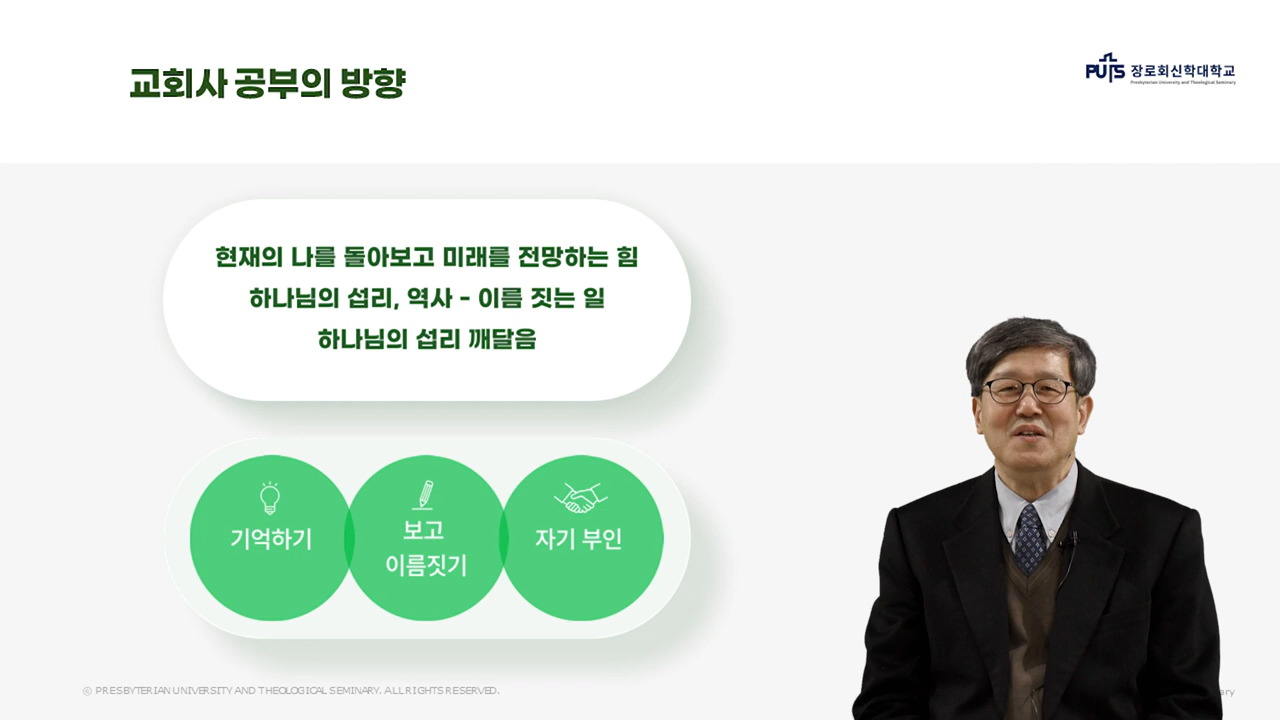 교회사 공부의 방향
PUTS 장로회신학대학교
Presbyterian University and Theological Seminary
현재의 나를 돌아보고 미래를 전망하는 힘
하나님의 섭리, 역사 - 이름 짓는 일
하나님의 섭리 깨달음
기억하기
보고
이름짓기
자기 부인
© PRESBYTERIAN UNIVERSITY AND THEOLOGICAL SEMINARY. ALL RIGHTS RESERVED.